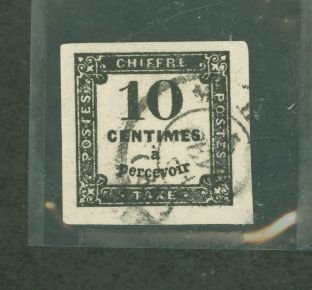 CHIFFRE
POSTES
10
CENTIMES
à
percevoir
POSTES
TAXE